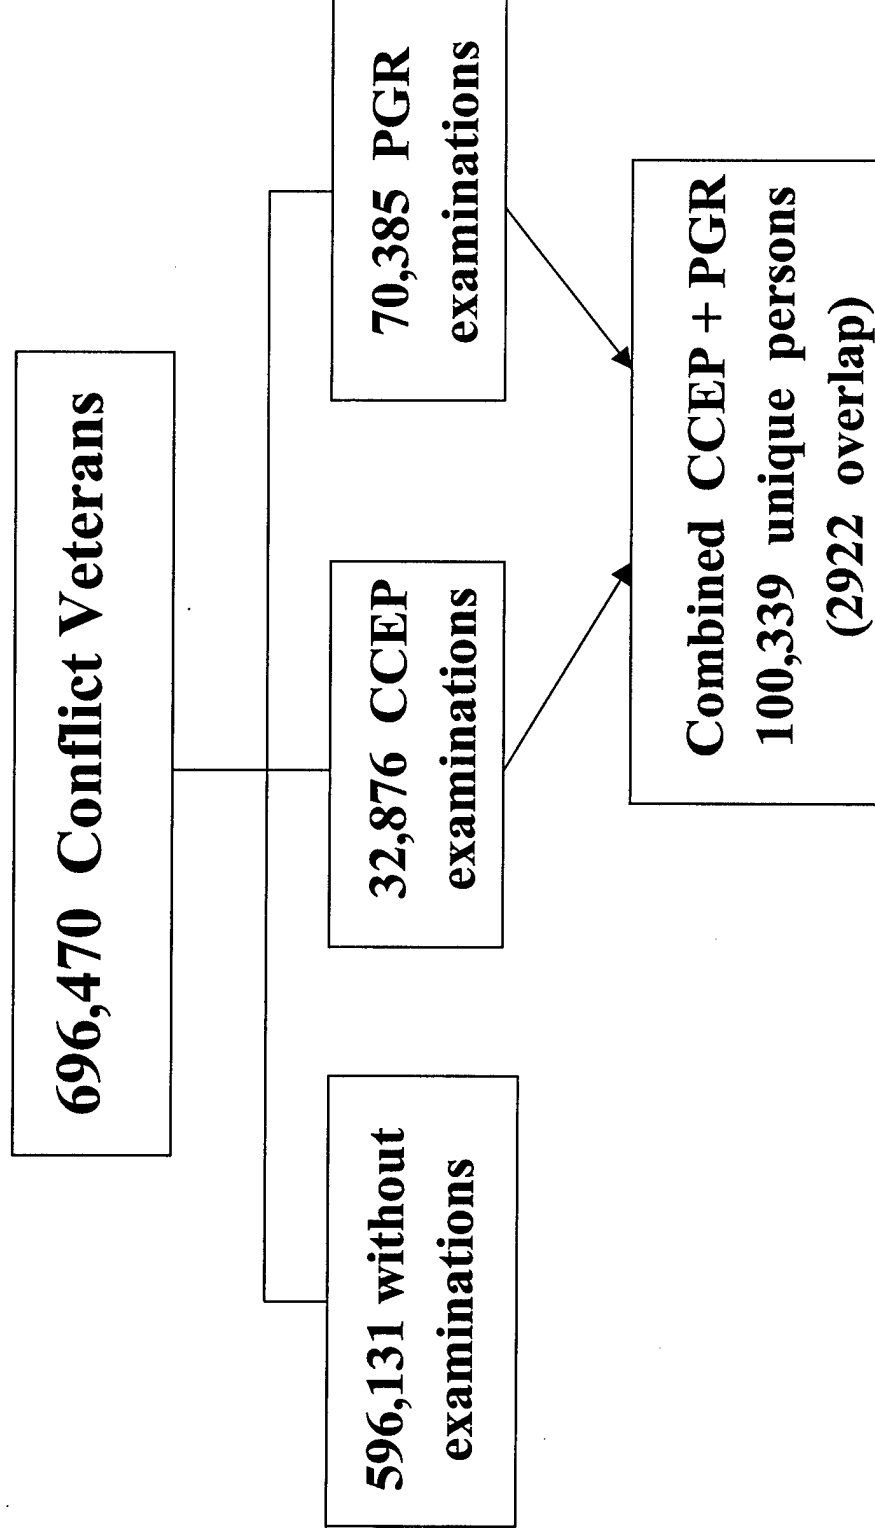 696,470 Conflict Veterans
596,131 without
examinations
32,876 CCEP
examinations
70,385 PGR
examinations
Combined CCEP + PGR
100,339 unique persons
(2922 overlap)